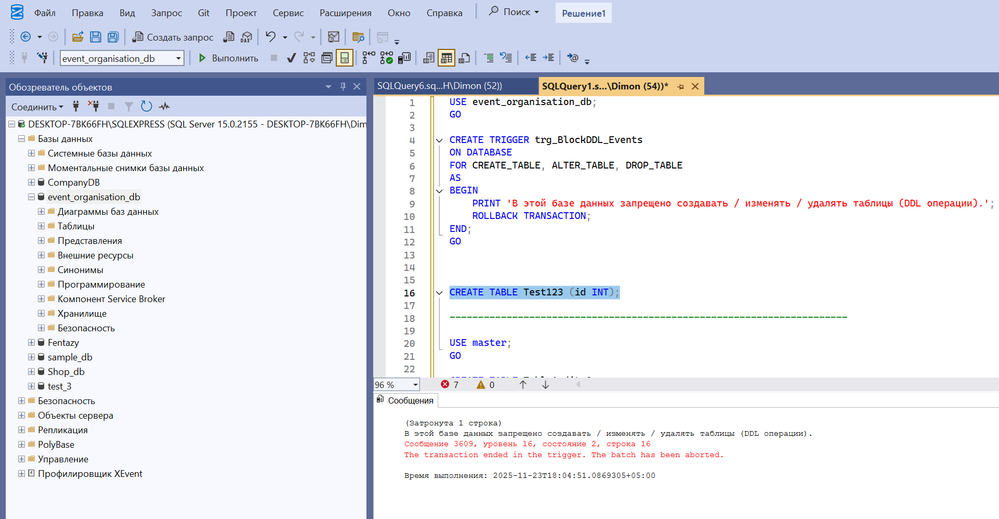 Файл Правка Вид Запрос Git Проект Сервис Расширения Окно Справка Поиск Решение1
Создать запрос DAX
event_organisation_db Выполнить
Обозреватель объектов
Соединить
DESKTOP-7BK66FH\SQLEXPRESS (SQL Server 15.0.2155 - DESKTOP-7BK66FH\Dim
Базы данных
Системные базы данных
Моментальные снимки базы данных
CompanyDB
event_organisation_db
Диаграммы баз данных
Таблицы
Представления
Внешние ресурсы
Синонимы
Программирование
Компонент Service Broker
Хранилище
Безопасность
Fentazy
sample_db
Shop_db
test_3
Безопасность
Объекты сервера
Репликация
PolyBase
Управление
Профилировщик XEvent
SQLQuery6.sq...H\Dimon (52)) SQLQuery1.s...\Dimon (54))*
1 USE event_organisation_db;
2 GO
3
4 CREATE TRIGGER trg_BlockDDL_Events
5 ON DATABASE
6 FOR CREATE_TABLE, ALTER_TABLE, DROP_TABLE
7 AS
8 BEGIN
9 PRINT 'В этой базе данных запрещено создавать / изменять / удалять таблицы (DDL операции).';
10 ROLLBACK TRANSACTION;
11 END;
12 GO
13
14
15
16 CREATE TABLE Test123 (id INT);
17
18 ----------------------------------------------------------------------
19
20 USE master;
21 GO
22
96 % 7 0
Сообщения
(Затронута 1 строка)
В этой базе данных запрещено создавать / изменять / удалять таблицы (DDL операции).
Сообщение 3609, уровень 16, состояние 2, строка 16
The transaction ended in the trigger. The batch has been aborted.
Время выполнения: 2025-11-23T18:04:51.0869305+05:00